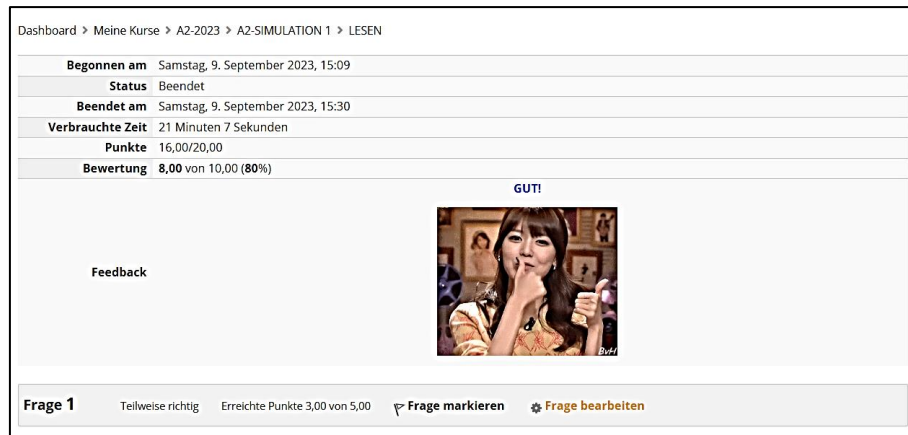 Dashboard > Meine Kurse > A2-2023 > A2-SIMULATION 1 > LESEN
Begonnen am Samstag, 9. September 2023, 15:09
Status Beendet
Beendet am Samstag, 9. September 2023, 15:30
Verbrauchte Zeit 21 Minuten 7 Sekunden
Punkte 16,00/20,00
Bewertung 8,00 von 10,00 (80%)
GUT!
Feedback
BvH
Frage 1 Teilweise richtig Erreichte Punkte 3,00 von 5,00 Frage markieren Frage bearbeiten